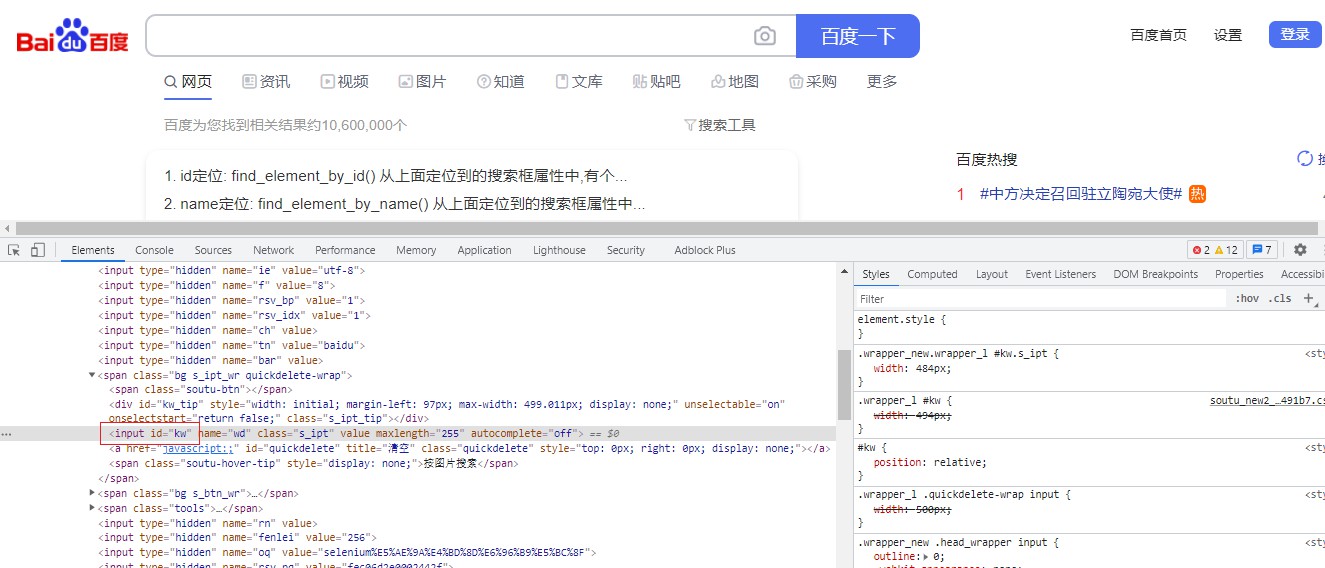 Bai du 百度 百度一下 百度首页 设置 登录
网页 资讯 视频 图片 知道 文库 贴 贴吧 地图 采购 更多
百度为您找到相关结果约10,600,000个 搜索工具
1. id定位: find_element_by_id() 从上面定位到的搜索框属性中,有个...
2. name定位: find_element_by_name() 从上面定位到的搜索框属性中...
百度热搜
1 #中方决定召回驻立陶宛大使# 热
Elements Console Sources Network Performance Memory Application Lighthouse Security Adblock Plus 2 12 7
<input type="hidden" name="ie" value="utf-8">
<input type="hidden" name="f" value="8">
<input type="hidden" name="rsv_bp" value="1">
<input type="hidden" name="rsv_idx" value="1">
<input type="hidden" name="ch" value>
<input type="hidden" name="tn" value="baidu">
<input type="hidden" name="bar" value>
▼<span class="bg s_ipt_wr quickdelete-wrap">
<span class="soutu-btn"></span>
<div id="kw_tip" style="width: initial; margin-left: 97px; max-width: 499.011px; display: none;" unselectable="on"
onselectstart="return false;" class="s_ipt_tip"></div>
... <input id="kw" name="wd" class="s_ipt" value maxlength="255" autocomplete="off"> == $0
<a href="javascript:;" id="quickdelete" title="清空" class="quickdelete" style="top: 0px; right: 0px; display: none;"></a>
<span class="soutu-hover-tip" style="display: none;">按图片搜索</span>
</span>
▶<span class="bg s_btn_wr">…</span>
▶<span class="tools">…</span>
<input type="hidden" name="rn" value>
<input type="hidden" name="fenlei" value="256">
<input type="hidden" name="oq" value="selenium%E5%AE%9A%E4%BD%8D%E6%96%B9%E5%BC%8F">
Styles Computed Layout Event Listeners DOM Breakpoints Properties Accessibi
Filter :hov .cls +
element.style {
}
.wrapper_new.wrapper_l #kw.s_ipt { <sty
width: 484px;
}
.wrapper_l #kw { soutu_new2_…491b7.cs
width: 494px;
}
#kw { <sty
position: relative;
}
.wrapper_l .quickdelete-wrap input { <sty
width: 500px;
}
.wrapper_new .head_wrapper input { <sty
outline:▶ 0;